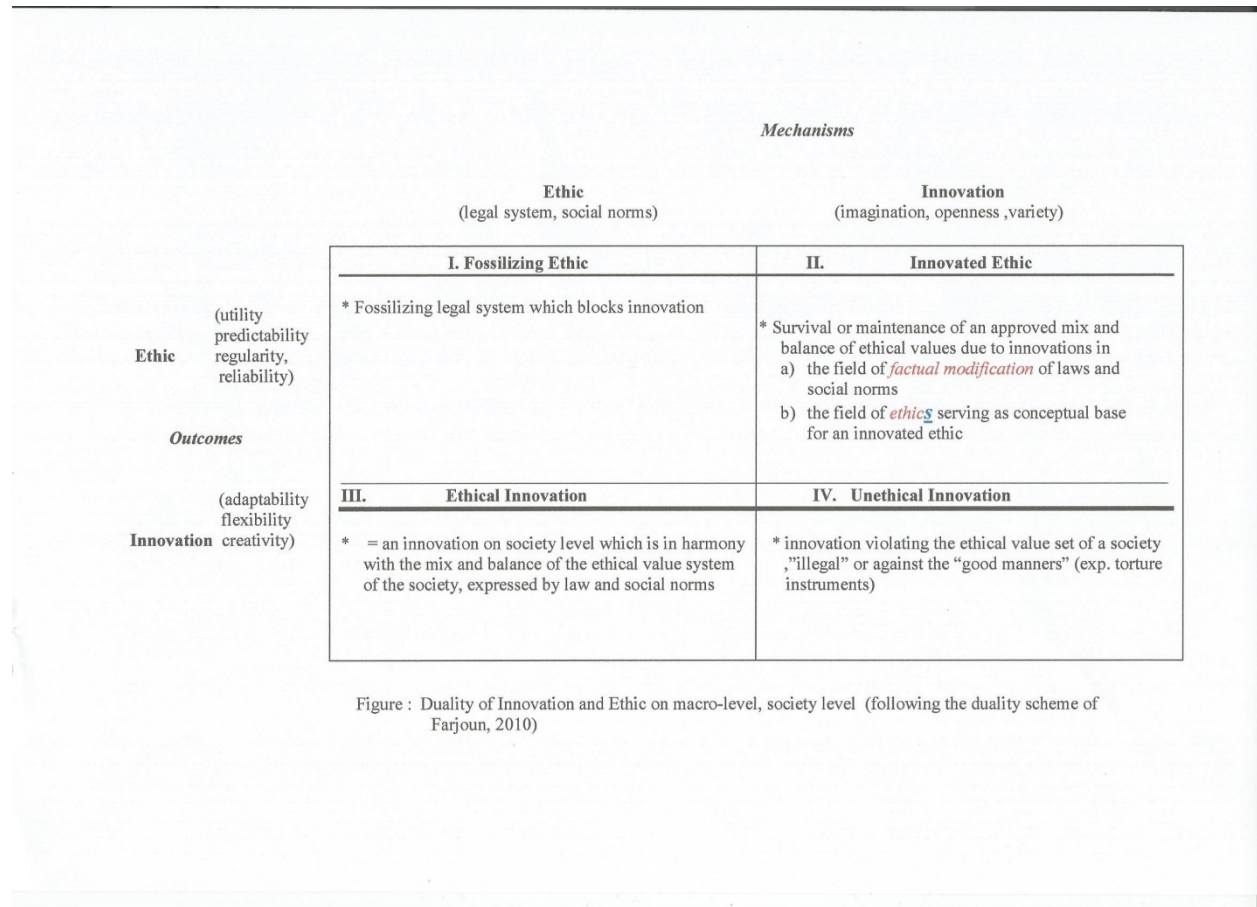 Mechanisms
Ethic
(legal system, social norms)
Innovation
(imagination, openness ,variety)
I. Fossilizing Ethic
II. Innovated Ethic
Ethic
(utility
predictability
regularity,
reliability)
* Fossilizing legal system which blocks innovation
* Survival or maintenance of an approved mix and
balance of ethical values due to innovations in
a) the field of factual modification of laws and
social norms
b) the field of ethics serving as conceptual base
for an innovated ethic
Outcomes
III. Ethical Innovation
IV. Unethical Innovation
Innovation
(adaptability
flexibility
creativity)
* = an innovation on society level which is in harmony
with the mix and balance of the ethical value system
of the society, expressed by law and social norms
* innovation violating the ethical value set of a society
,”illegal” or against the “good manners” (exp. torture
instruments)
Figure : Duality of Innovation and Ethic on macro-level, society level (following the duality scheme of
Farjoun, 2010)